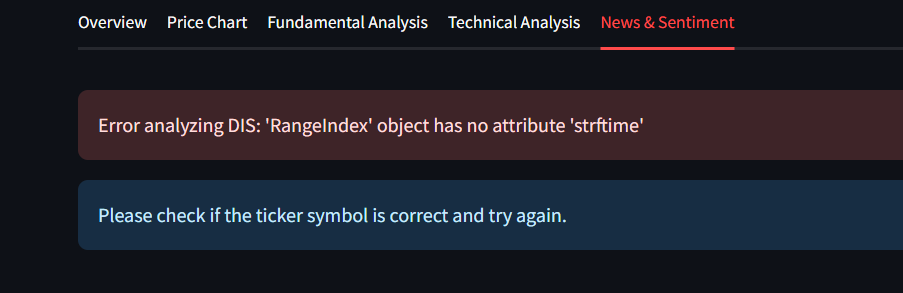 Overview Price Chart Fundamental Analysis Technical Analysis News & Sentiment
Error analyzing DIS: 'RangeIndex' object has no attribute 'strftime'
Please check if the ticker symbol is correct and try again.